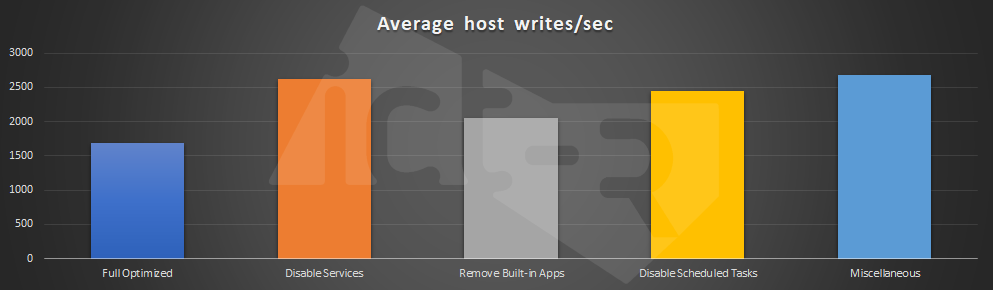 Average host writes/sec
3000
2500
2000
1500
1000
500
0
Full Optimized
Disable Services
Remove Built-in Apps
Disable Scheduled Tasks
Miscellaneous